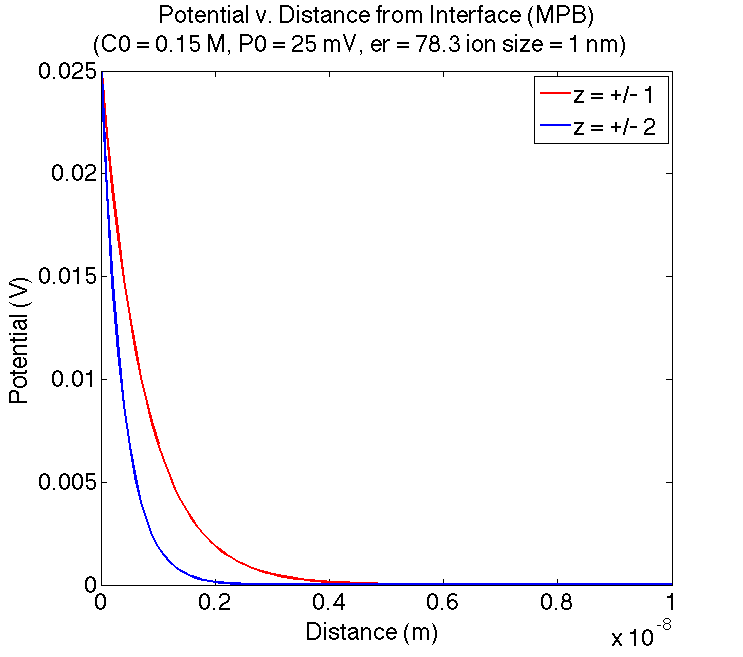 Potential v. Distance from Interface (MPB)
(C0 = 0.15 M, P0 = 25 mV, er = 78.3 ion size = 1 nm)
z = +/- 1
z = +/- 2
Potential (V)
0.025
0.02
0.015
0.01
0.005
0
0 0.2 0.4 0.6 0.8 1
Distance (m)
x 10^-8